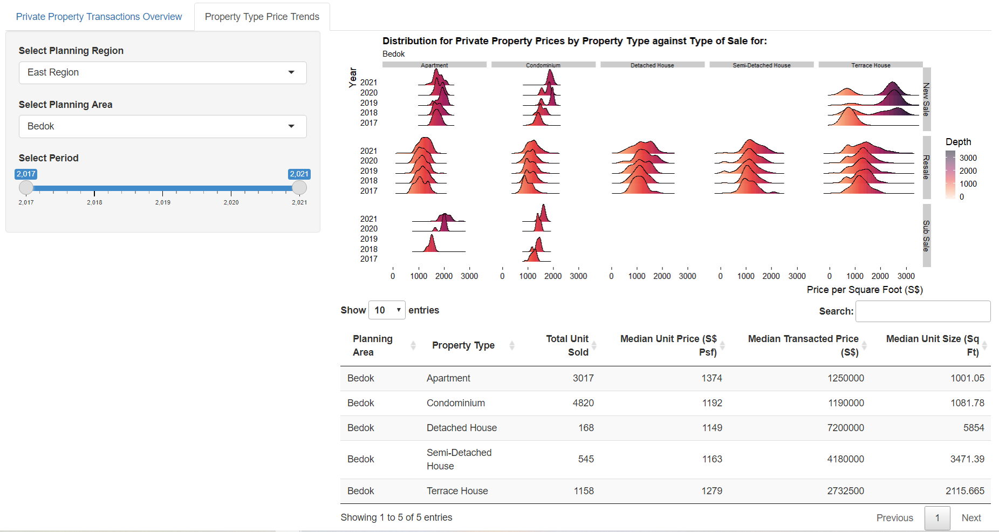 Private Property Transactions Overview
Property Type Price Trends
Select Planning Region
East Region
Select Planning Area
Bedok
Select Period
2,017 2,021
2,017 2,018 2,019 2,020 2,021
Distribution for Private Property Prices by Property Type against Type of Sale for:
Bedok
Apartment Condominium Detached House Semi-Detached House Terrace House
Year
2021
2020
2019
2018
2017
New Sale
2021
2020
2019
2018
2017
Resale
2021
2020
2019
2018
2017
Sub Sale
0 1000 2000 3000 0 1000 2000 3000 0 1000 2000 3000 0 1000 2000 3000 0 1000 2000 3000
Price per Square Foot (S$)
Depth
3000
2000
1000
0
Show 10 entries
Search:
Planning Area Property Type Total Unit Sold Median Unit Price (S$ Psf) Median Transacted Price (S$) Median Unit Size (Sq Ft)
Bedok Apartment 3017 1374 1250000 1001.05
Bedok Condominium 4820 1192 1190000 1081.78
Bedok Detached House 168 1149 7200000 5854
Bedok Semi-Detached House 545 1163 4180000 3471.39
Bedok Terrace House 1158 1279 2732500 2115.665
Showing 1 to 5 of 5 entries
Previous 1 Next